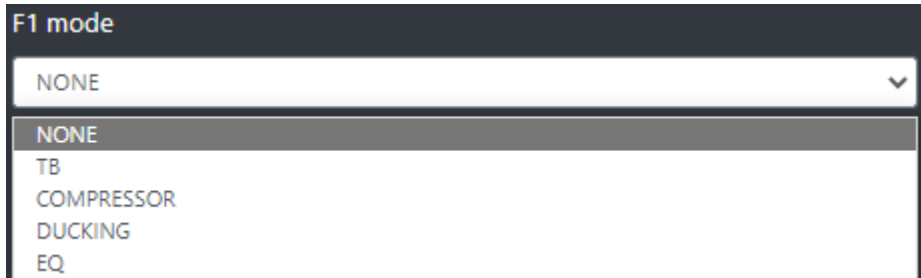 F1 mode
NONE
NONE
TB
COMPRESSOR
DUCKING
EQ